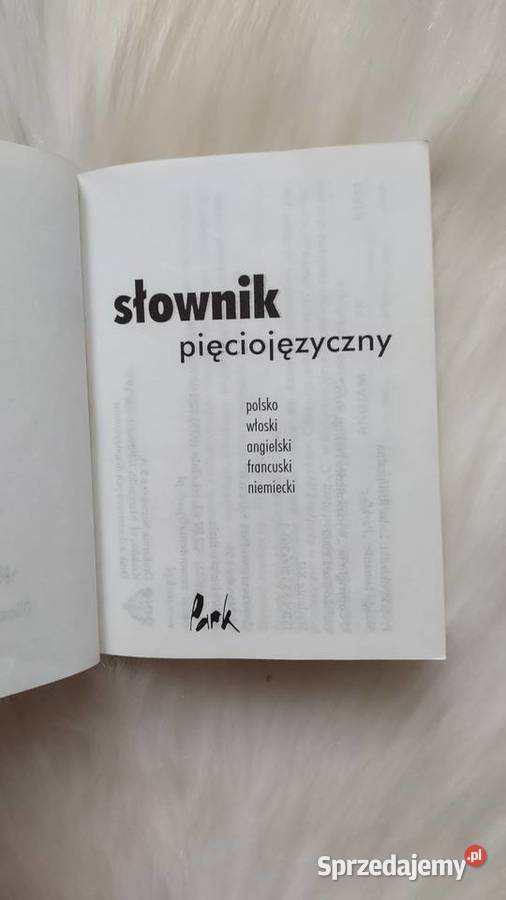 słownik
pięciojęzyczny
polsko
włoski
angielski
francuski
niemiecki
Park
Sprzedajemy.pl